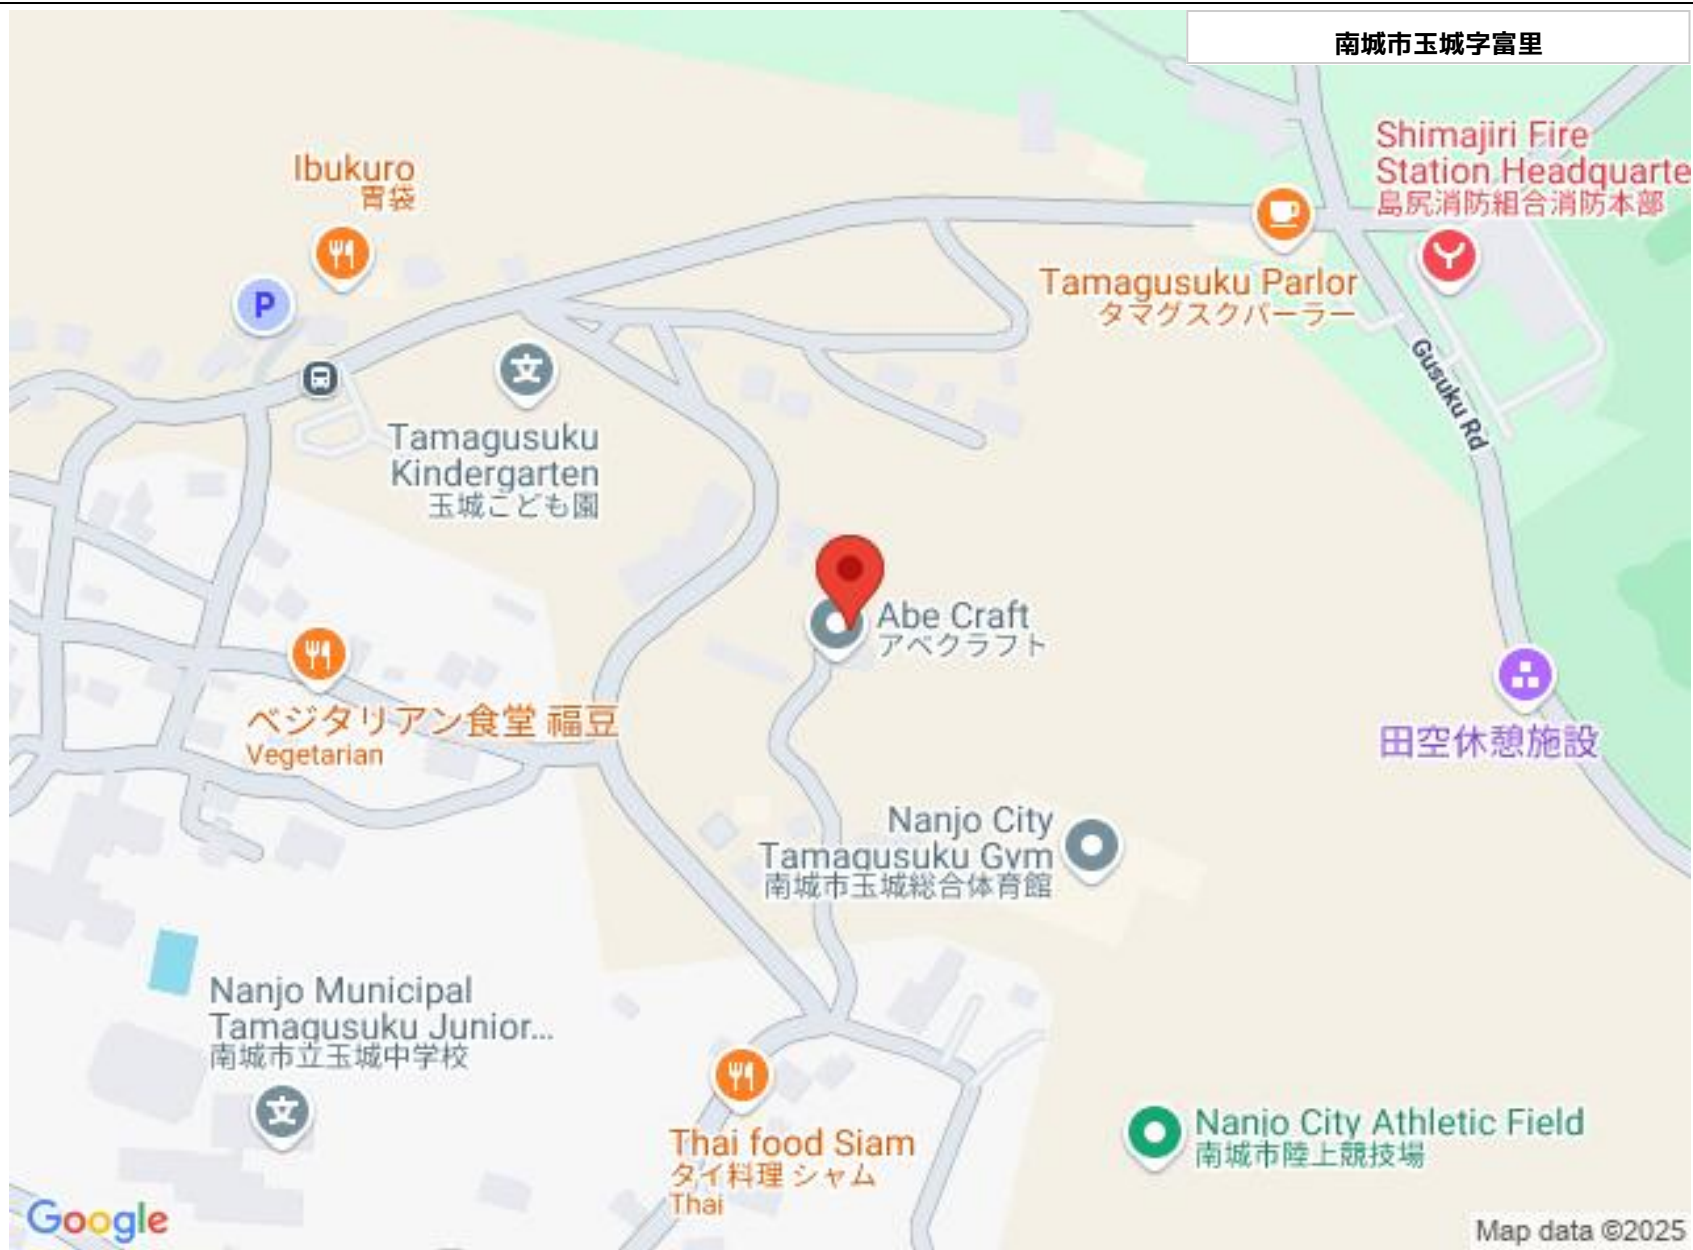 南城市玉城字富里
Shimajiri Fire
Station Headquarte
島尻消防組合消防本部
Ibukuro
胃袋
P
Tamagusuku Parlor
タマグスクパーラー
Gusuku Rd
文
Tamagusuku
Kindergarten
玉城こども園
Abe Craft
アベクラフト
ベジタリアン食堂 福豆
Vegetarian
田空休憩施設
Nanjo City
Tamagusuku Gym
南城市玉城総合体育館
Nanjo Municipal
Tamagusuku Junior...
南城市立玉城中学校
文
Nanjo City Athletic Field
南城市陸上競技場
Thai food Siam
タイ料理 シャム
Thai
Google
Map data ©2025